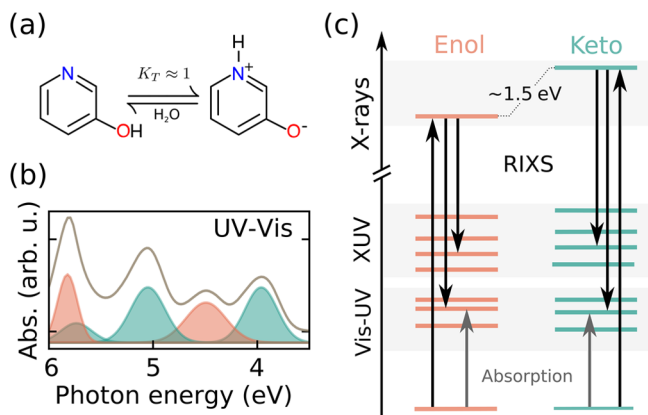 (a)
N
OH
K_T ≈ 1
H₂O
H
N⁺
O⁻
(b)
UV-Vis
Abs. (arb. u.)
6 5 4
Photon energy (eV)
(c)
Enol Keto
~1.5 eV
X-rays
RIXS
XUV
Vis-UV
Absorption